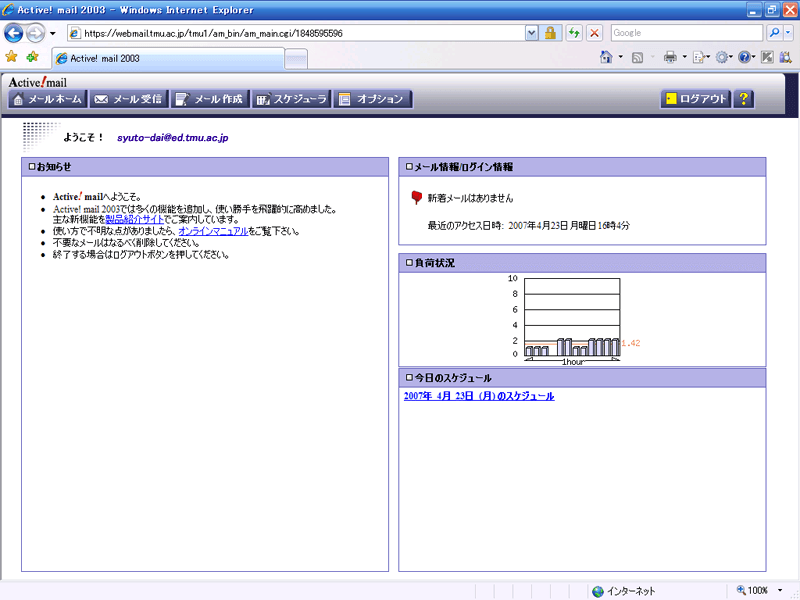 Active! mail 2003 - Windows Internet Explorer
https://webmail.tmu.ac.jp/tmu1/am_bin/am_main.cgi/1848595596
Google
Active! mail 2003
Active!mail
メールホーム
メール受信
メール作成
スケジューラ
オプション
ログアウト
?
ようこそ! syuto-dai@ed.tmu.ac.jp
お知らせ
Active! mailへようこそ。
Active! mail 2003では多くの機能を追加し、使い勝手を飛躍的に高めました。
主な新機能を製品紹介サイトでご案内しています。
使い方で不明な点がありましたら、オンラインマニュアルをご覧下さい。
不要なメールはなるべく削除してください。
終了する場合はログアウトボタンを押してください。
メール情報/ログイン情報
新着メールはありません
最近のアクセス日時: 2007年4月23日 月曜日 16時4分
負荷状況
10
8
6
4
2
0
1.42
1hour
今日のスケジュール
2007年 4月 23日 (月)のスケジュール
インターネット
100%